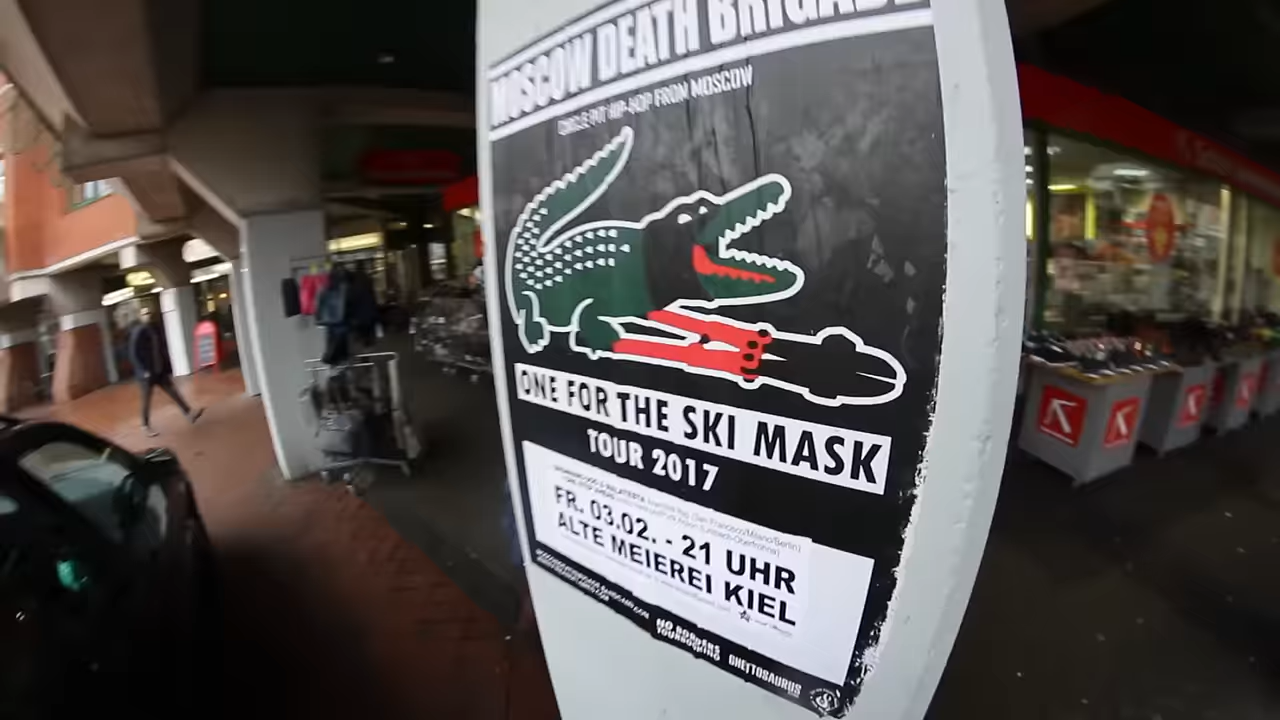 MOSCOW DEATH BRIGADE
CIRCLE PIT HIP-HOP FROM MOSCOW
ONE FOR THE SKI MASK
TOUR 2017
FR. 03.02. - 21 UHR
ALTE MEIEREI KIEL
NO BORDERS
TOURBOOKING
GHETTOSAURUS